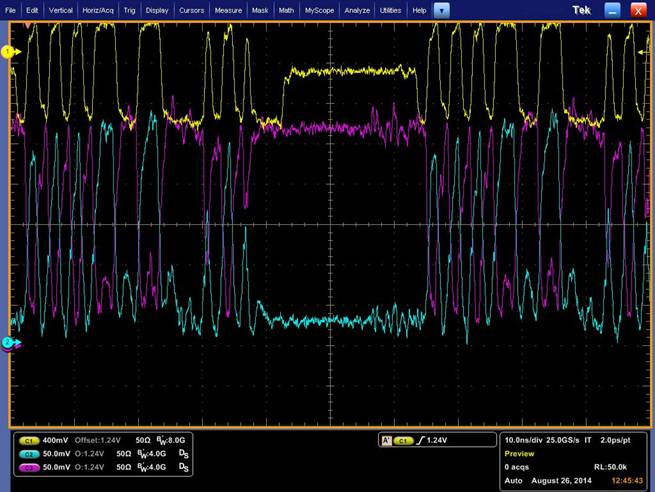 File Edit Vertical Horiz/Acq Trig Display Cursors Measure Mask Math MyScope Analyze Utilities Help Tek X
1
2
C1 400mV Offset:1.24V 50Ω BW:8.0G
C2 50.0mV O:1.24V 50Ω BW:4.0G DS
C3 50.0mV O:1.24V 50Ω BW:4.0G DS
A' C1 1.24V
10.0ns/div 25.0GS/s IT 2.0ps/pt
Preview
0 acqs RL:50.0k
Auto August 26, 2014 12:45:43